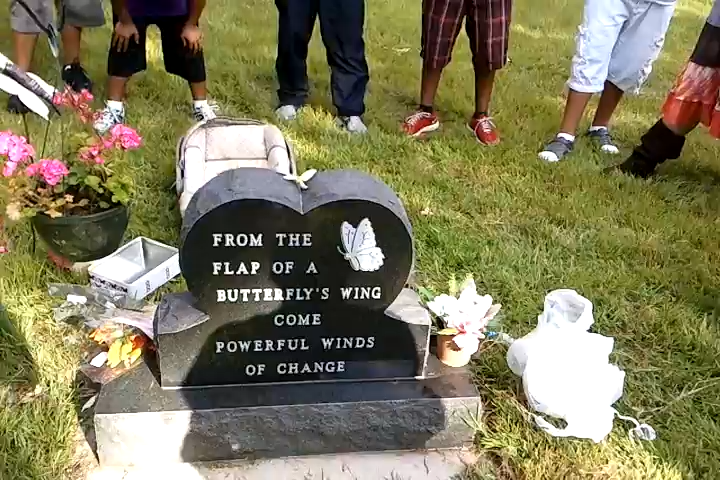 FROM THE
FLAP OF A
BUTTERFLY'S WING
COME
POWERFUL WINDS
OF CHANGE